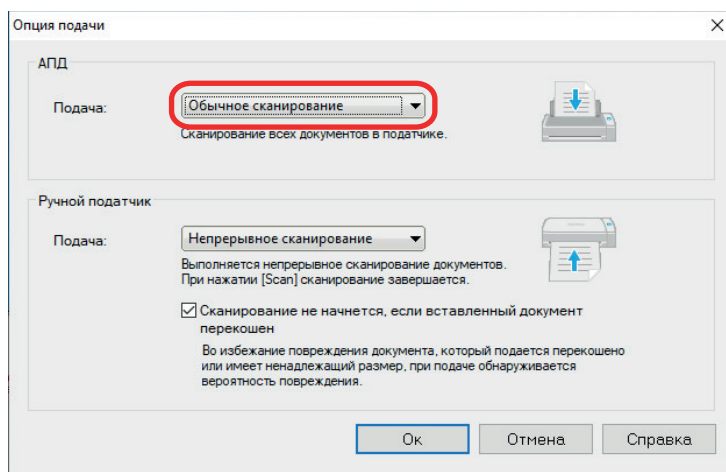 Опция подачи
АПД
Подача:
Обычное сканирование
Сканирование всех документов в податчике.
Ручной податчик
Подача:
Непрерывное сканирование
Выполняется непрерывное сканирование документов.
При нажатии [Scan] сканирование завершается.
Сканирование не начнется, если вставленный документ
перекошен
Во избежание повреждения документа, который подается перекошено
или имеет ненадлежащий размер, при подаче обнаруживается
вероятность повреждения.
Ок
Отмена
Справка